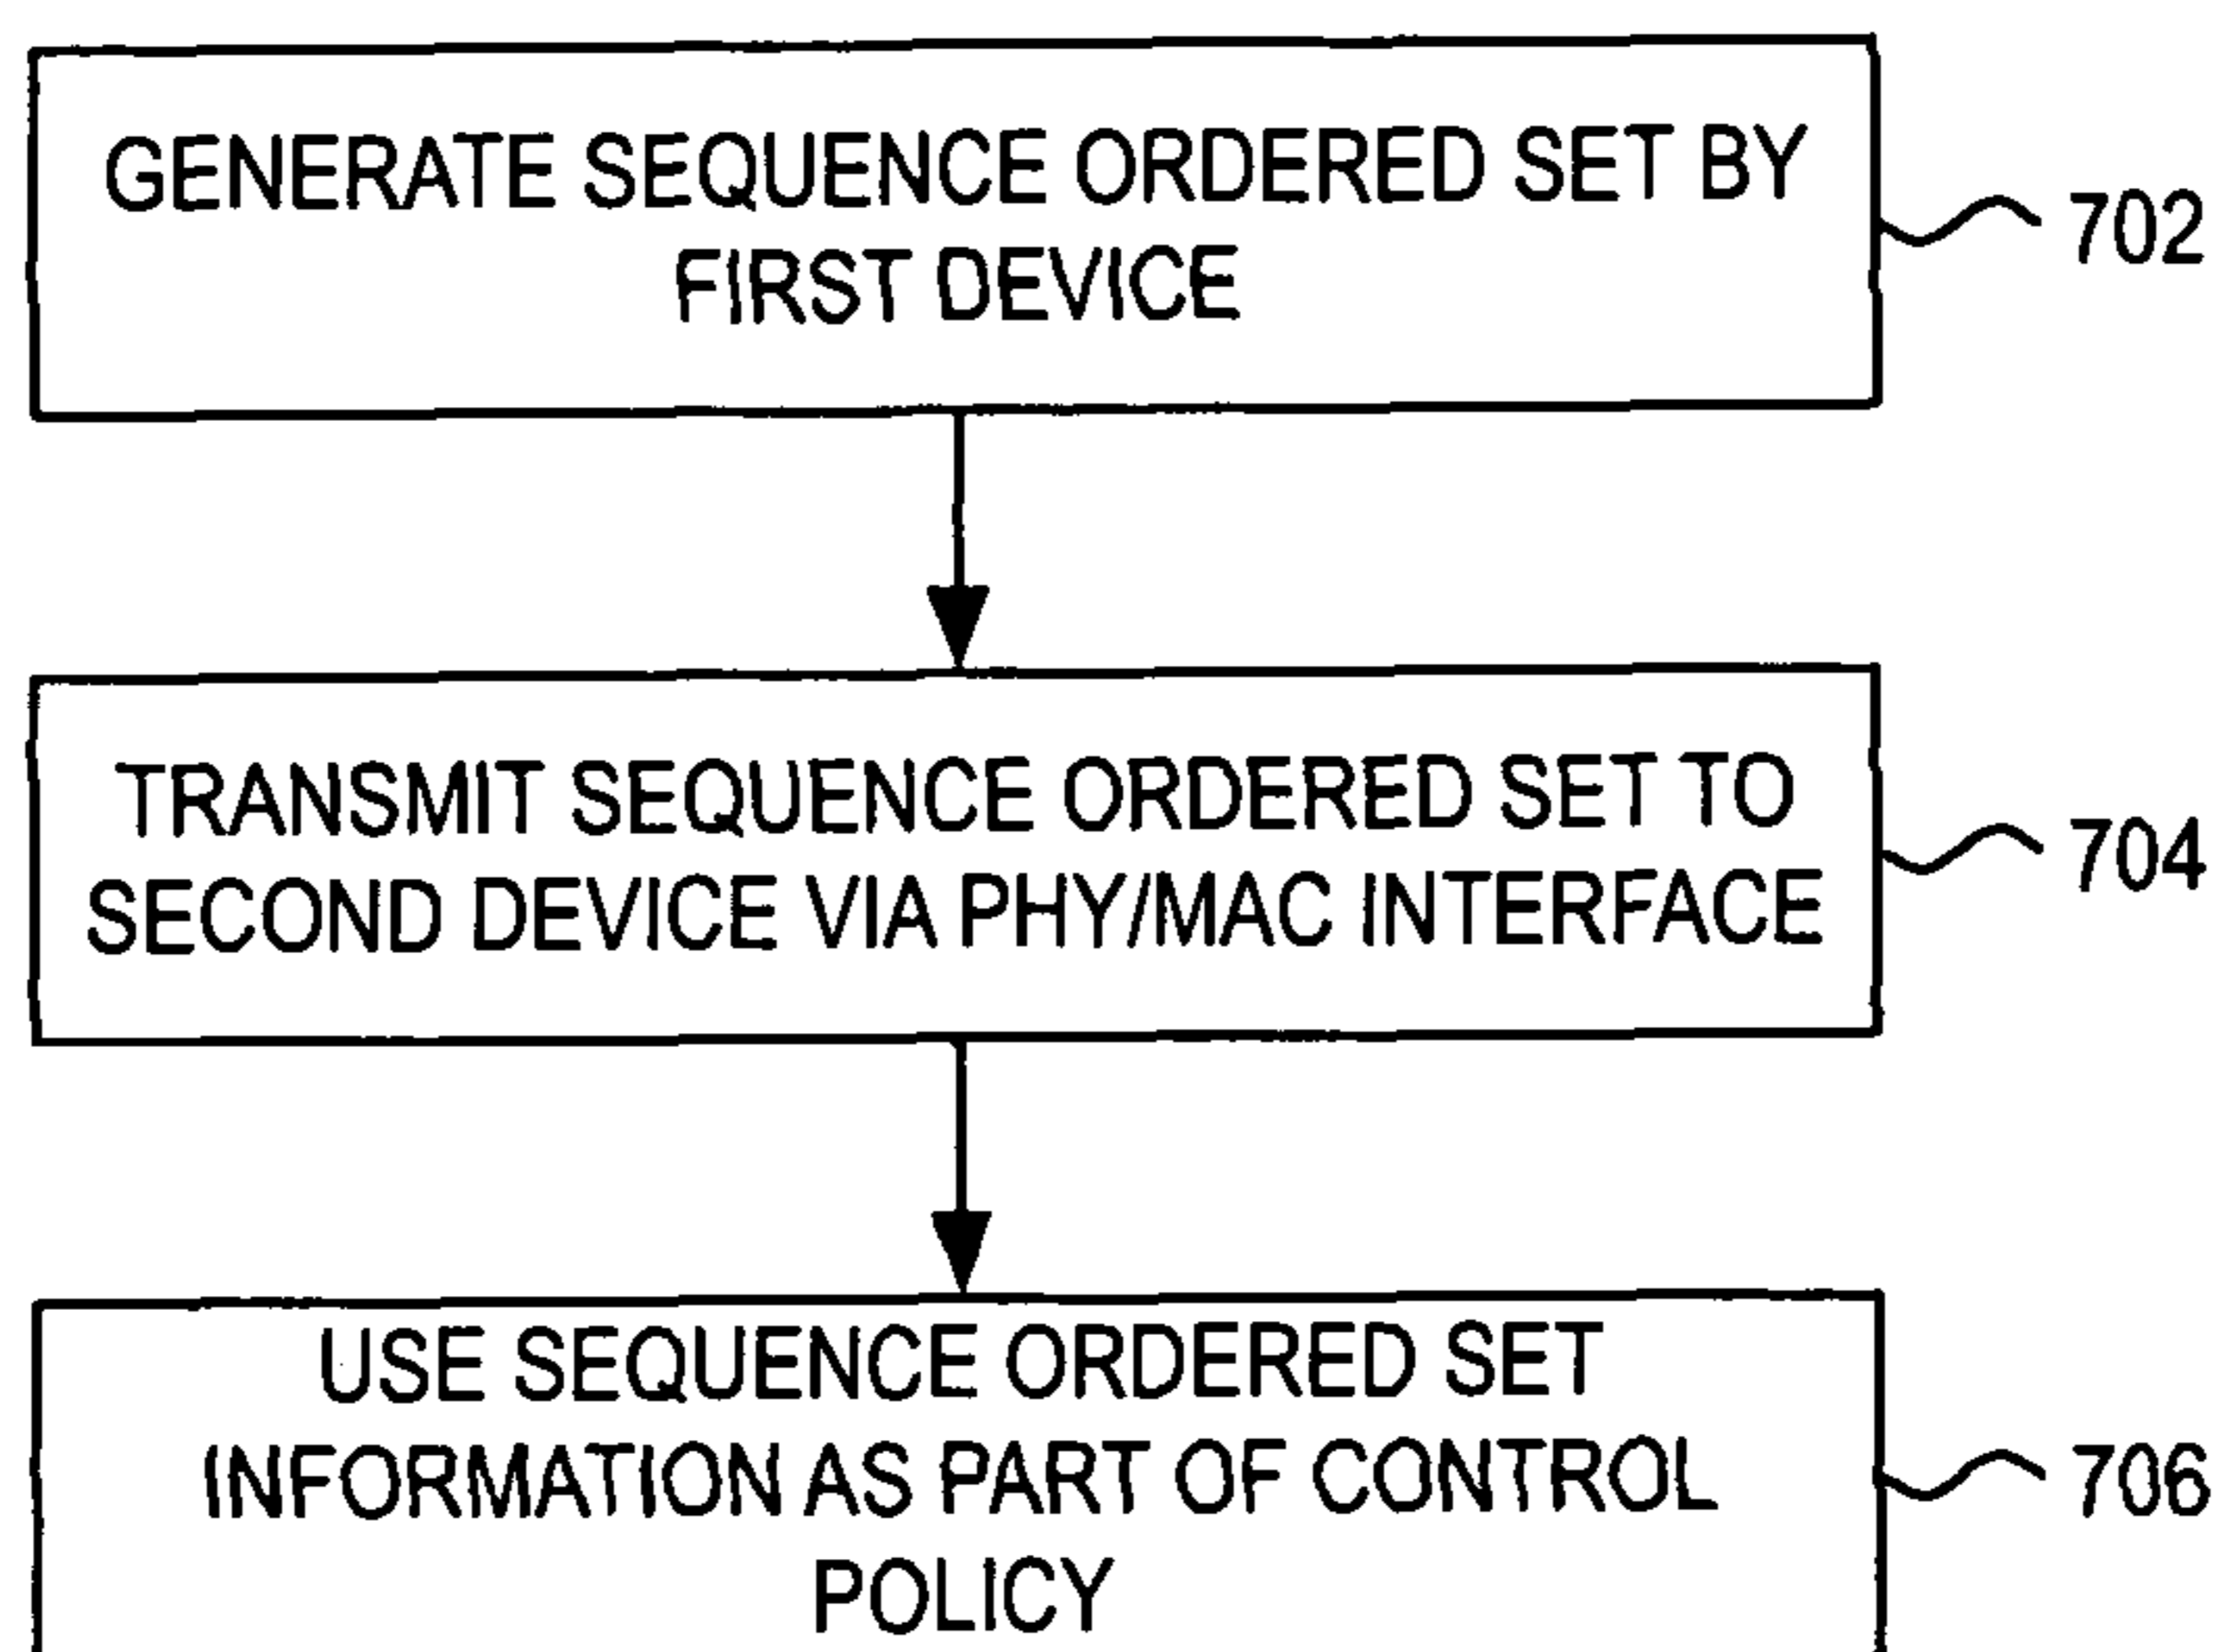 GENERATE SEQUENCE ORDERED SET BY
FIRST DEVICE
702
TRANSMIT SEQUENCE ORDERED SET TO
SECOND DEVICE VIA PHY/MAC INTERFACE
704
USE SEQUENCE ORDERED SET
INFORMATION AS PART OF CONTROL
POLICY
706